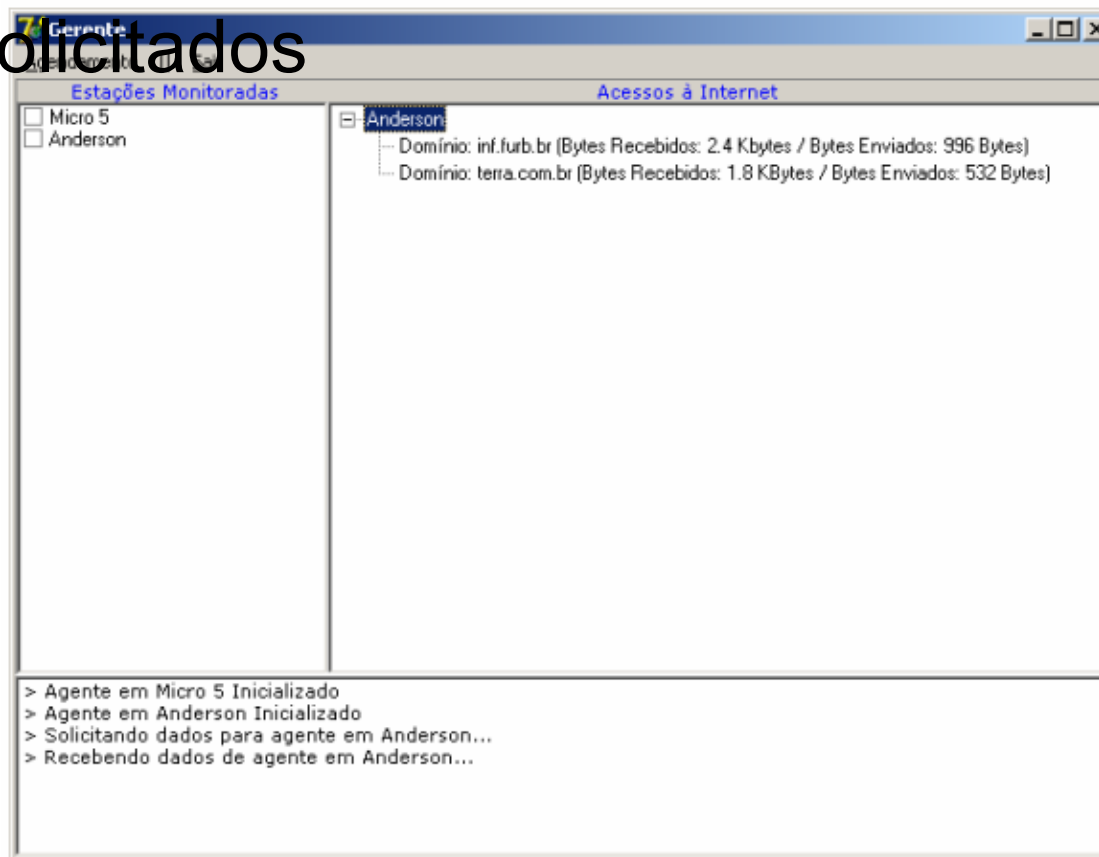 Gerente
olicitados
Estações Monitoradas
Acessos à Internet
Micro 5
Anderson
Anderson
Domínio: inf.furb.br (Bytes Recebidos: 2.4 Kbytes / Bytes Enviados: 996 Bytes)
Domínio: terra.com.br (Bytes Recebidos: 1.8 KBytes / Bytes Enviados: 532 Bytes)
> Agente em Micro 5 Inicializado
> Agente em Anderson Inicializado
> Solicitando dados para agente em Anderson...
> Recebendo dados de agente em Anderson...